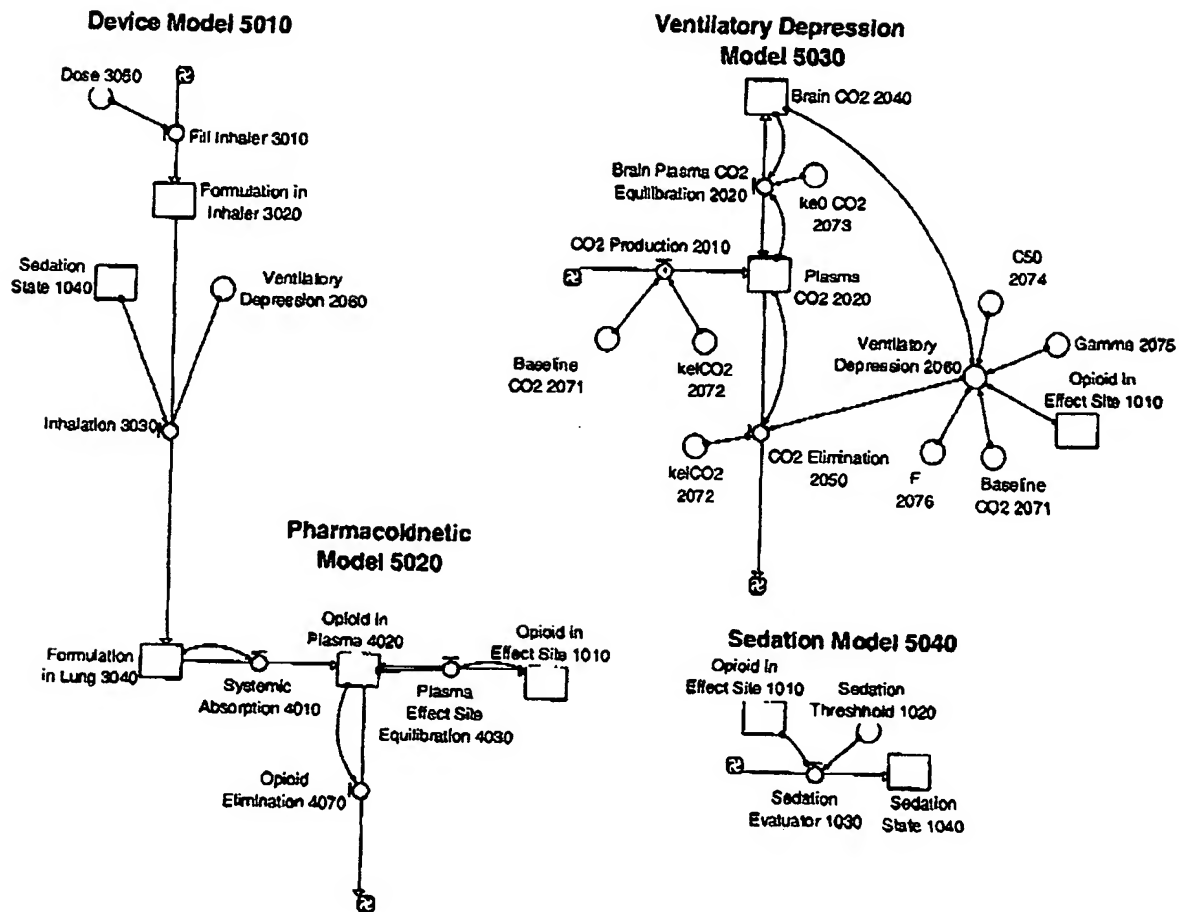 Device Model 5010
Dose 3050
Fill Inhaler 3010
Formulation in
Inhaler 3020
Sedation
State 1040
Ventilatory
Depression 2060
Inhalation 3030
Formulation
in Lung 3040
Pharmacokinetic
Model 5020
Systemic
Absorption 4010
Opioid in
Plasma 4020
Plasma
Effect Site
Equilibration 4030
Opioid in
Effect Site 1010
Opioid
Elimination 4070
Ventilatory Depression
Model 5030
Brain CO2 2040
Brain Plasma CO2
Equilibration 2020
ke0 CO2
2073
CO2 Production 2010
Plasma
CO2 2020
Baseline
CO2 2071
kelCO2
2072
C50
2074
Gamma 2075
Ventilatory
Depression 2060
Opioid In
Effect Site 1010
kelCO2
2072
CO2 Elimination
2050
F
2076
Baseline
CO2 2071
Sedation Model 5040
Opioid in
Effect Site 1010
Sedation
Threshhold 1020
Sedation
Evaluator 1030
Sedation
State 1040